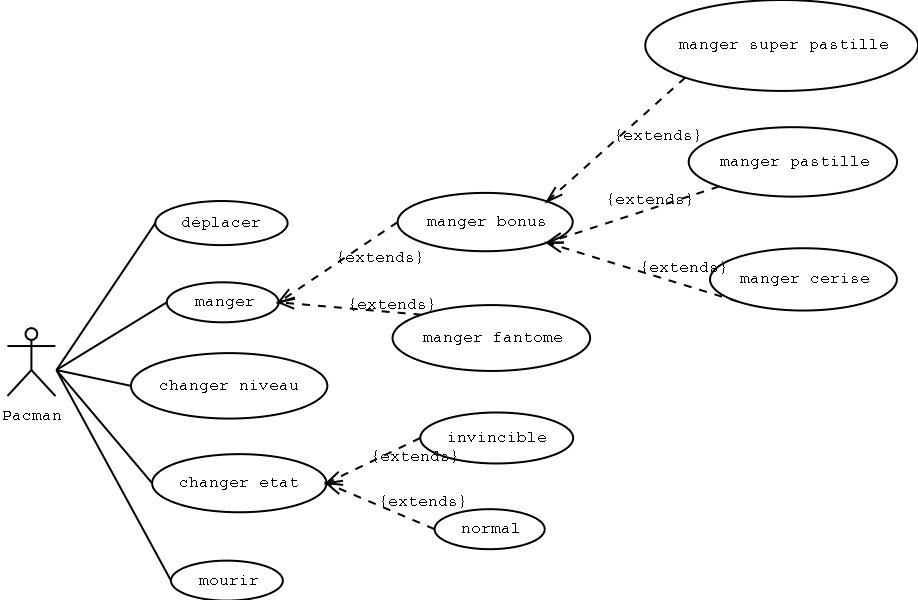 manger super pastille
{extends}
manger pastille
{extends}
déplacer
manger bonus
{extends}
{extends}
manger cerise
manger
{extends}
manger fantome
changer niveau
Pacman
invincible
{extends}
changer etat
{extends}
normal
mourir